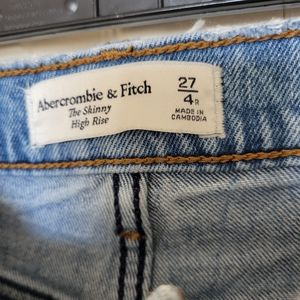 Abercrombie & Fitch
The Skinny
High Rise
27
4R
MADE IN
CAMBODIA